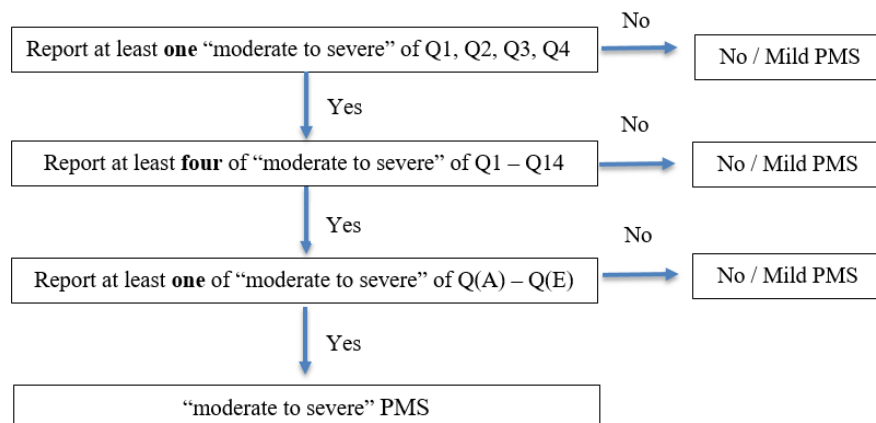 No
Report at least one “moderate to severe” of Q1, Q2, Q3, Q4
No / Mild PMS
Yes
No
Report at least four of “moderate to severe” of Q1 – Q14
No / Mild PMS
Yes
No
Report at least one of “moderate to severe” of Q(A) – Q(E)
No / Mild PMS
Yes
“moderate to severe” PMS